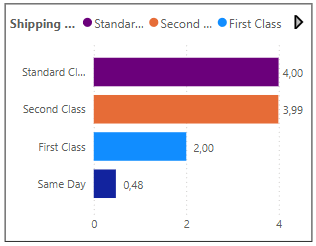 Shipping ... Standar... Second ... First Class
Standard Cl... 4,00
Second Class 3,99
First Class 2,00
Same Day 0,48
0 2 4